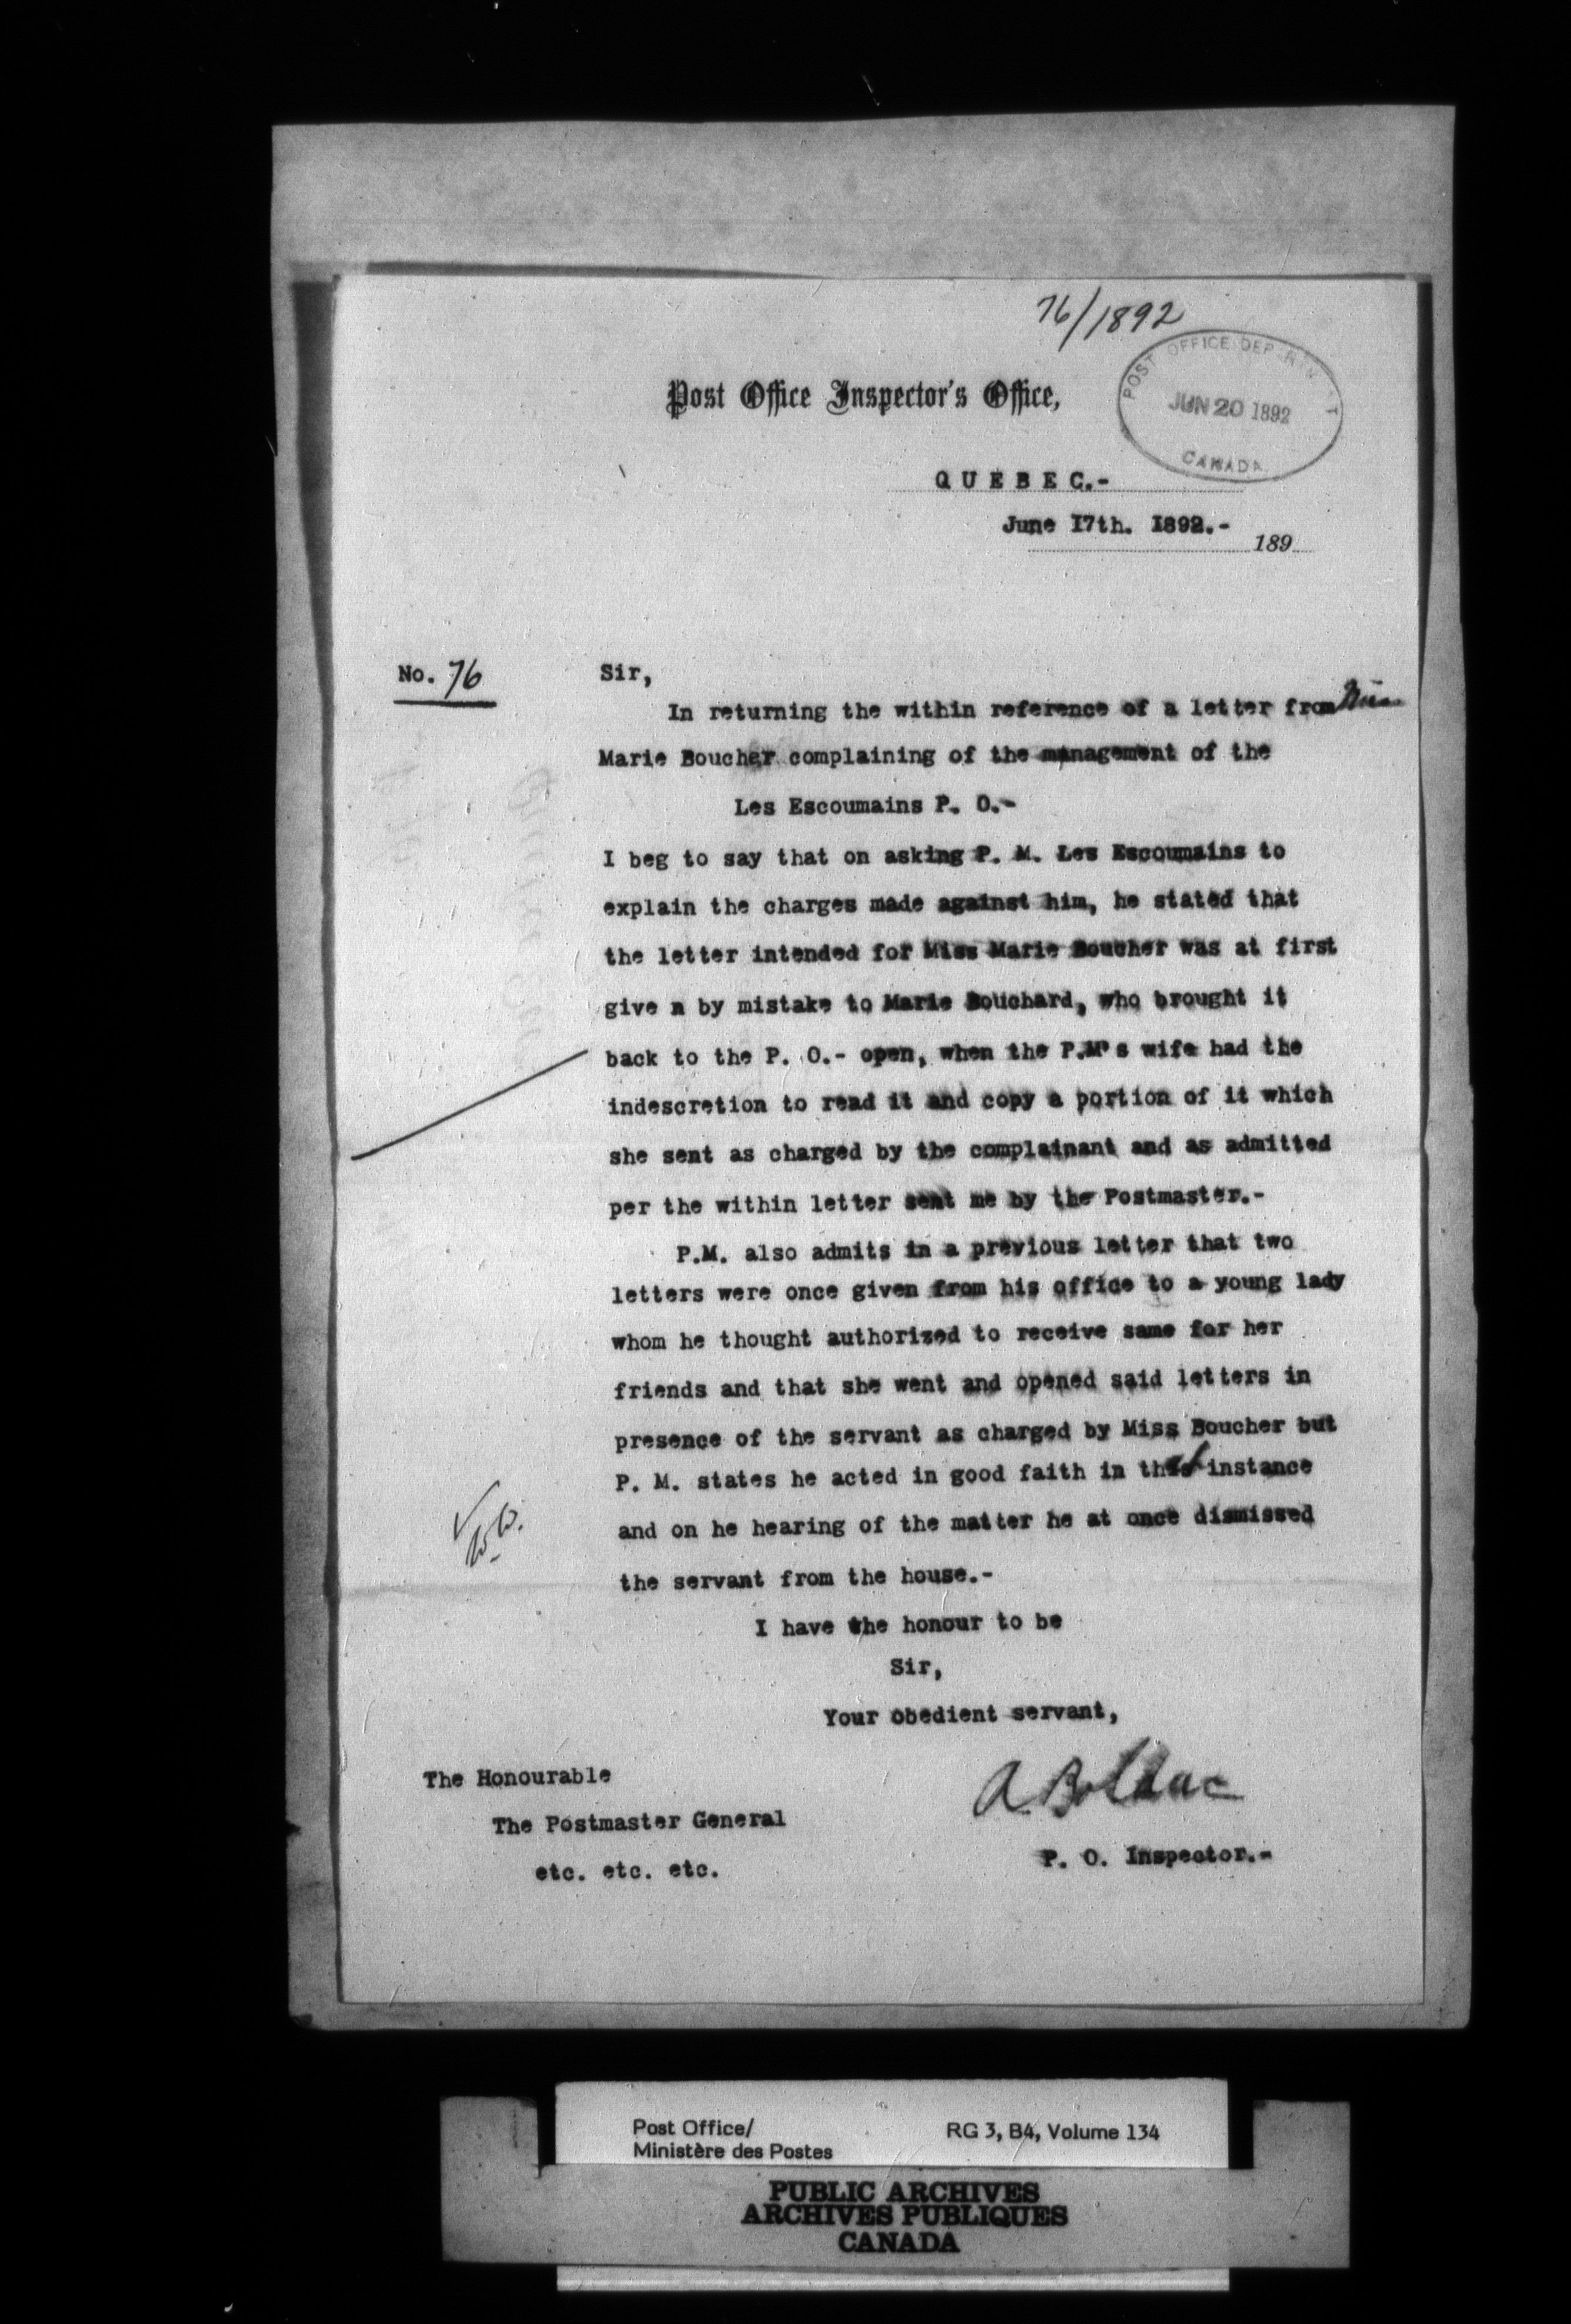 76/1892
Post Office Inspector's Office,
POST OFFICE DEPARTMENT
JUN 20 1892
CANADA
QUEBEC.-
June I7th. I892.-
189
No. 76
Sir,
In returning the within reference of a letter from Miss
Marie Boucher complaining of the management of the
Les Escoumains P. O.-
I beg to say that on asking P. M. Les Escoumains to
explain the charges made against him, he stated that
the letter intended for Miss Marie Boucher was at first
give n by mistake to Marie Bouchard, who brought it
back to the P. O.- open, when the P.M's wife had the
indescretion to read it and copy a portion of it which
she sent as charged by the complainant and as admitted
per the within letter sent me by the Postmaster.-
P.M. also admits in a previous letter that two
letters were once given from his office to a young lady
whom he thought authorized to receive same for her
friends and that she went and opened said letters in
presence of the servant as charged by Miss Boucher but
P. M. states he acted in good faith in that instance
and on he hearing of the matter he at once dismissed
the servant from the house.-
I have the honour to be
Sir,
Your obedient servant,
A Bolduc
P. O. Inspector.-
The Honourable
The Postmaster General
etc. etc. etc.
Post Office/
Ministère des Postes
RG 3, B4, Volume 134
PUBLIC ARCHIVES
ARCHIVES PUBLIQUES
CANADA